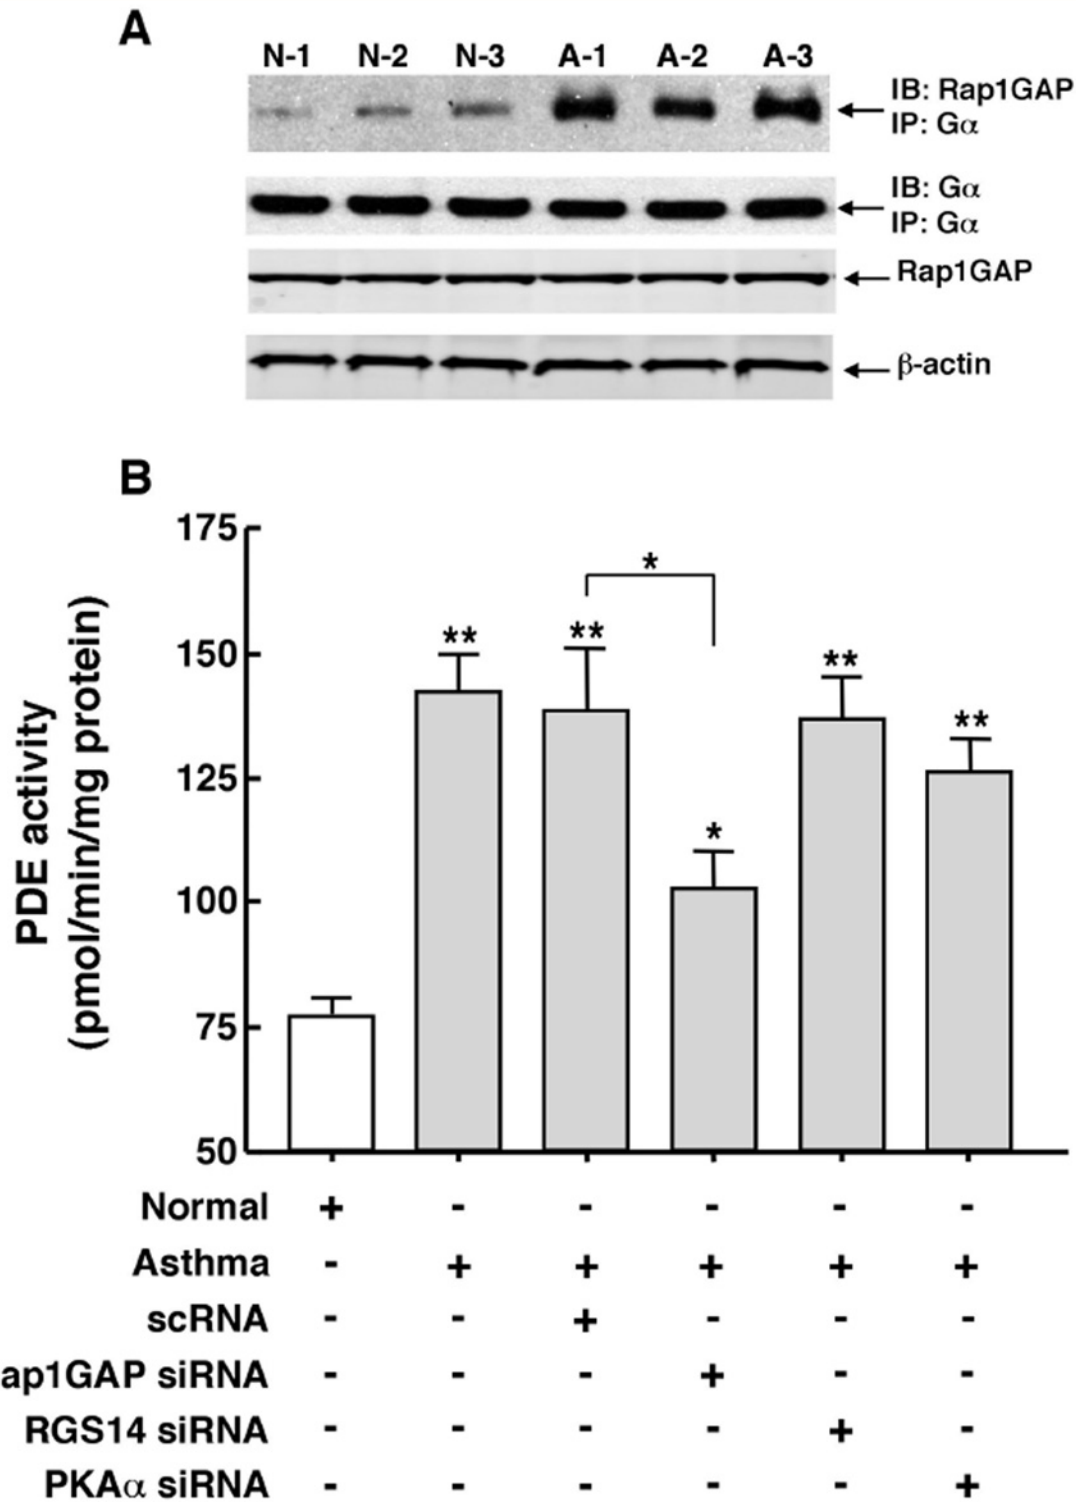 A
N-1 N-2 N-3 A-1 A-2 A-3
IB: Rap1GAP
IP: Gα
IB: Gα
IP: Gα
Rap1GAP
β-actin
B
PDE activity
(pmol/min/mg protein)
175
150
125
100
75
50
*
** ** * ** **
Normal + - - - - -
Asthma - + + + + +
scRNA - - + - - -
ap1GAP siRNA - - - + - -
RGS14 siRNA - - - - + -
PKAα siRNA - - - - - +